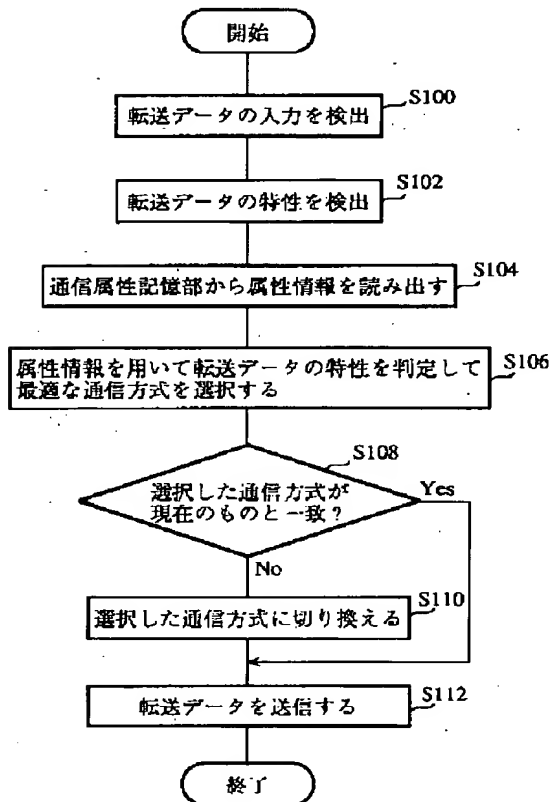 開始
S100
転送データの入力を検出
S102
転送データの特性を検出
S104
通信属性記憶部から属性情報を読み出す
S106
属性情報を用いて転送データの特性を判定して
最適な通信方式を選択する
S108
選択した通信方式が
現在のものと一致?
Yes
No
S110
選択した通信方式に切り換える
S112
転送データを送信する
終了